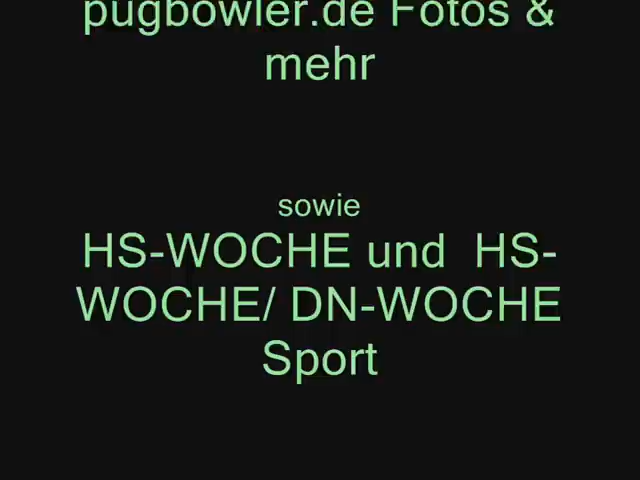 pugbowler.de Fotos &
mehr
sowie
HS-WOCHE und  HS-
WOCHE/ DN-WOCHE
Sport